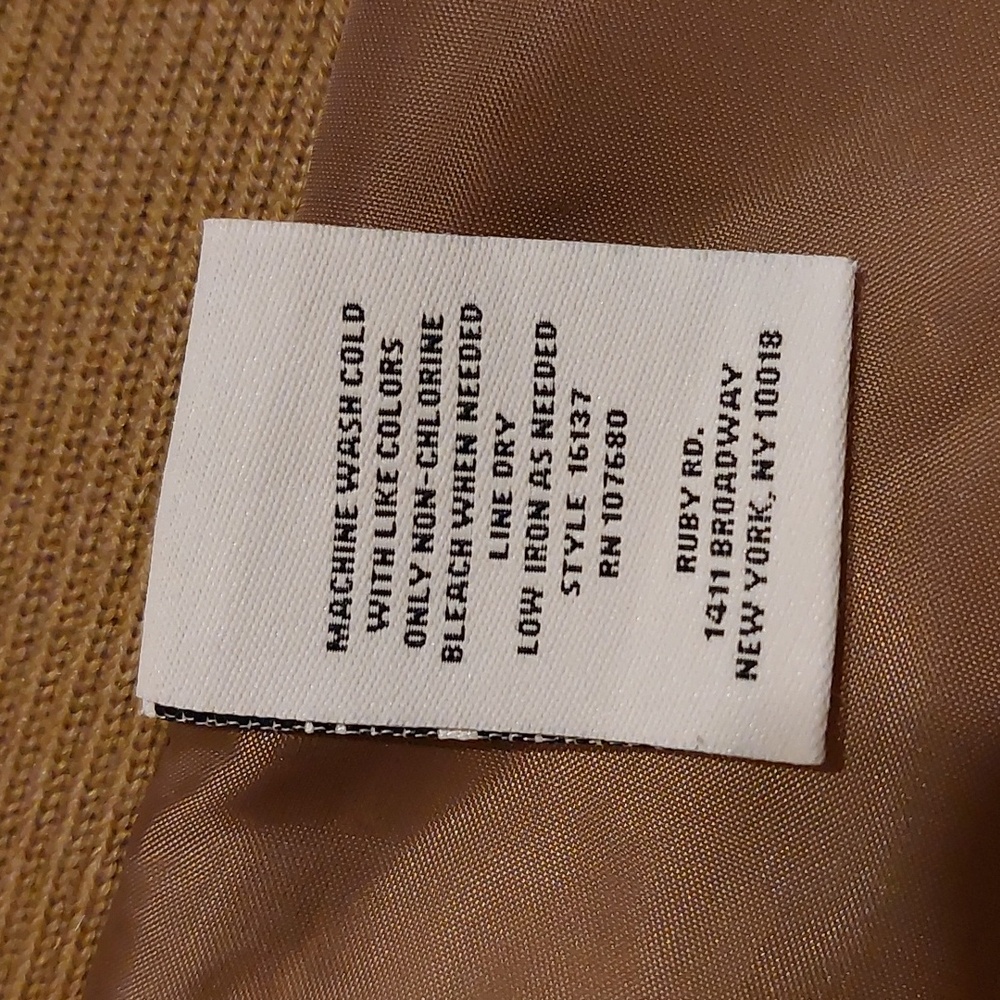 MACHINE WASH COLD
WITH LIKE COLORS
ONLY NON-CHLORINE
BLEACH WHEN NEEDED
LINE DRY
LOW IRON AS NEEDED
STYLE 16137
RN 107680
RUBY RD.
1411 BROADWAY
NEW YORK, NY 10018